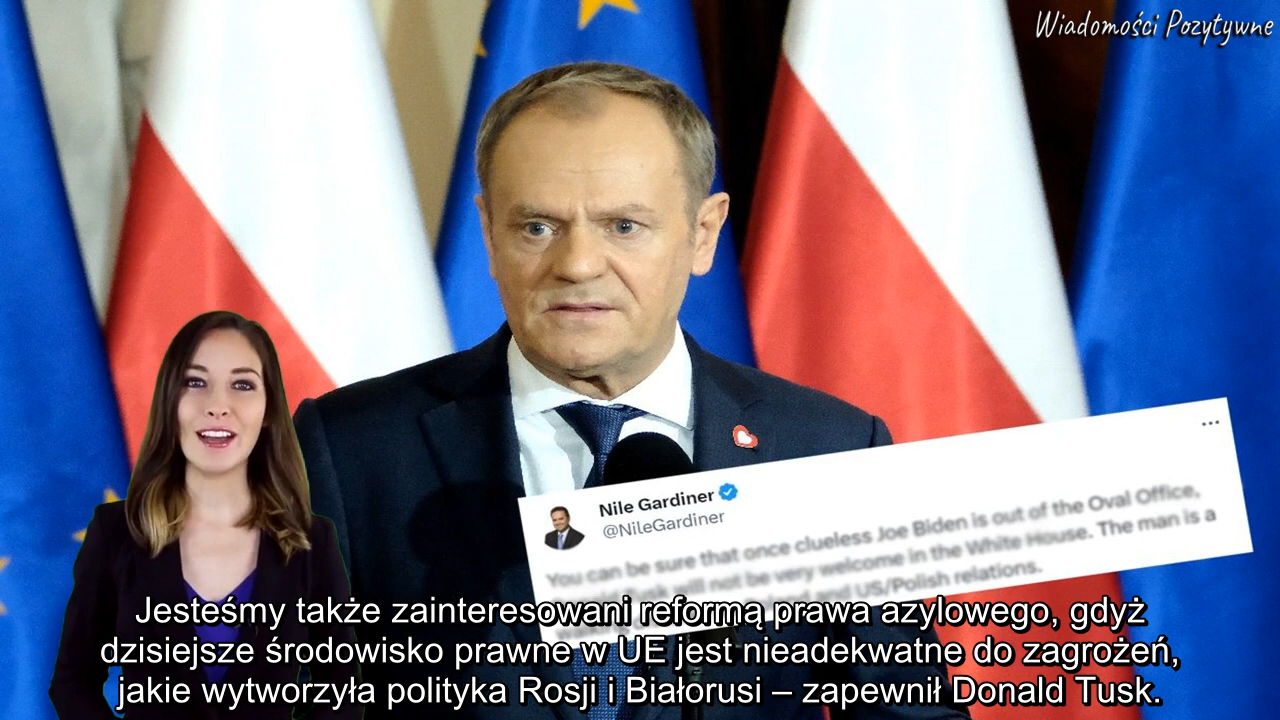 Wiadomości Pozytywne
Nile Gardiner
@NileGardiner
You can be sure that once clueless Joe Biden is out of the Oval Office,
will not be very welcome in the White House. The man is a
and US/Polish relations.
Jesteśmy także zainteresowani reformą prawa azylowego, gdyż
dzisiejsze środowisko prawne w UE jest nieadekwatne do zagrożeń,
jakie wytworzyła polityka Rosji i Białorusi – zapewnił Donald Tusk.